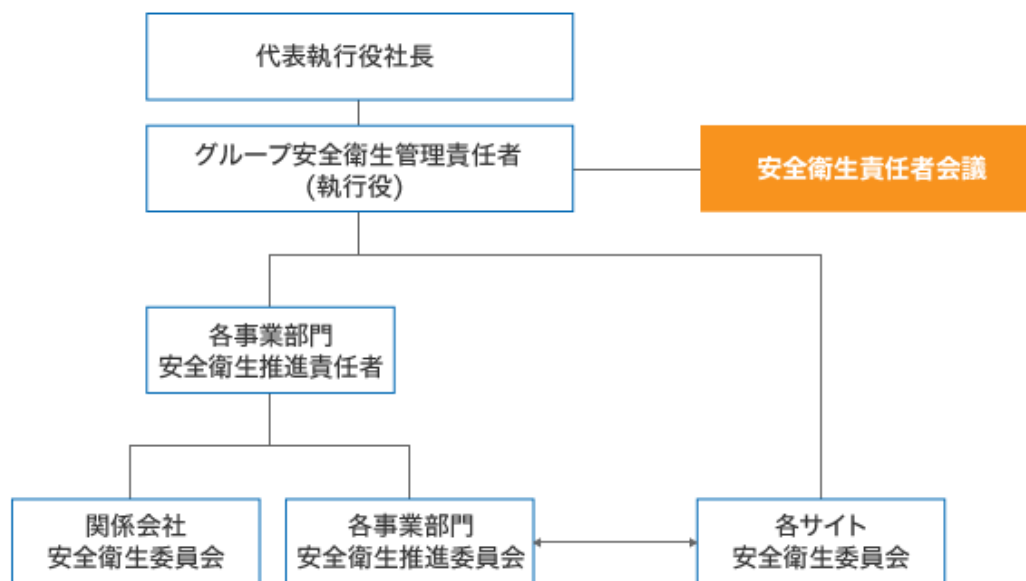 代表執行役社長
グループ安全衛生管理責任者
(執行役)
安全衛生責任者会議
各事業部門
安全衛生推進責任者
関係会社
安全衛生委員会
各事業部門
安全衛生推進委員会
各サイト
安全衛生委員会